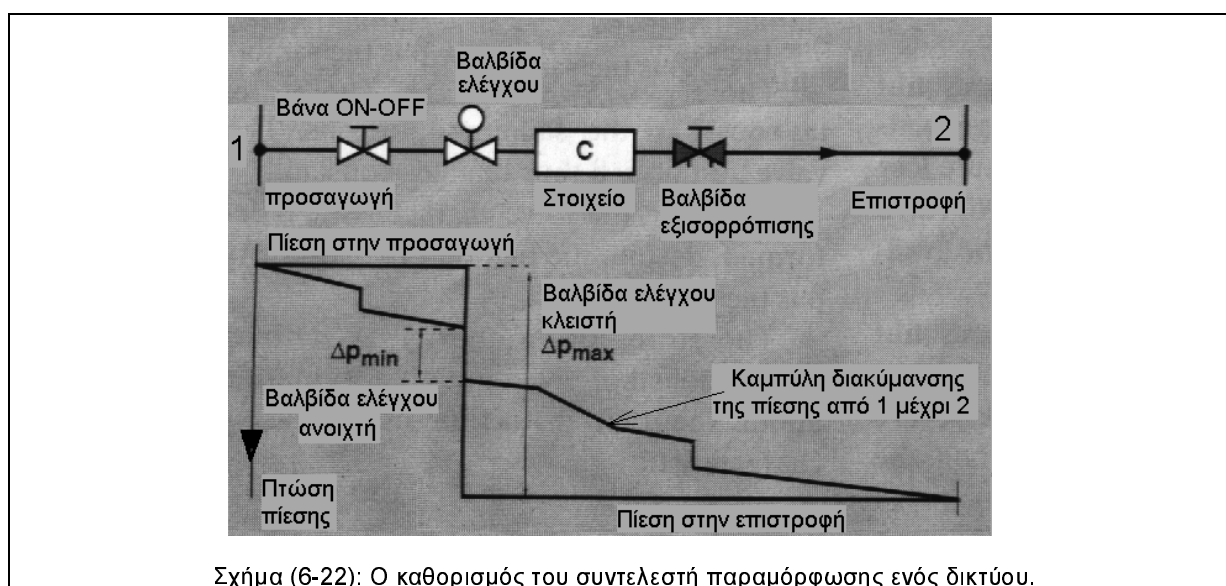 Βαλβίδα
ελέγχου
Βάνα ON-OFF
1
2
C
προσαγωγή
Στοιχείο
Βαλβίδα
εξισορρόπισης
Επιστροφή
Πίεση στην προσαγωγή
Βαλβίδα ελέγχου
κλειστή
Δpmax
Δpmin
Καμπύλη διακύμανσης
της πίεσης από 1 μέχρι 2
Βαλβίδα ελέγχου
ανοιχτή
Πτώση
πίεσης
Πίεση στην επιστροφή
Σχήμα (6-22): Ο καθορισμός του συντελεστή παραμόρφωσης ενός δικτύου.